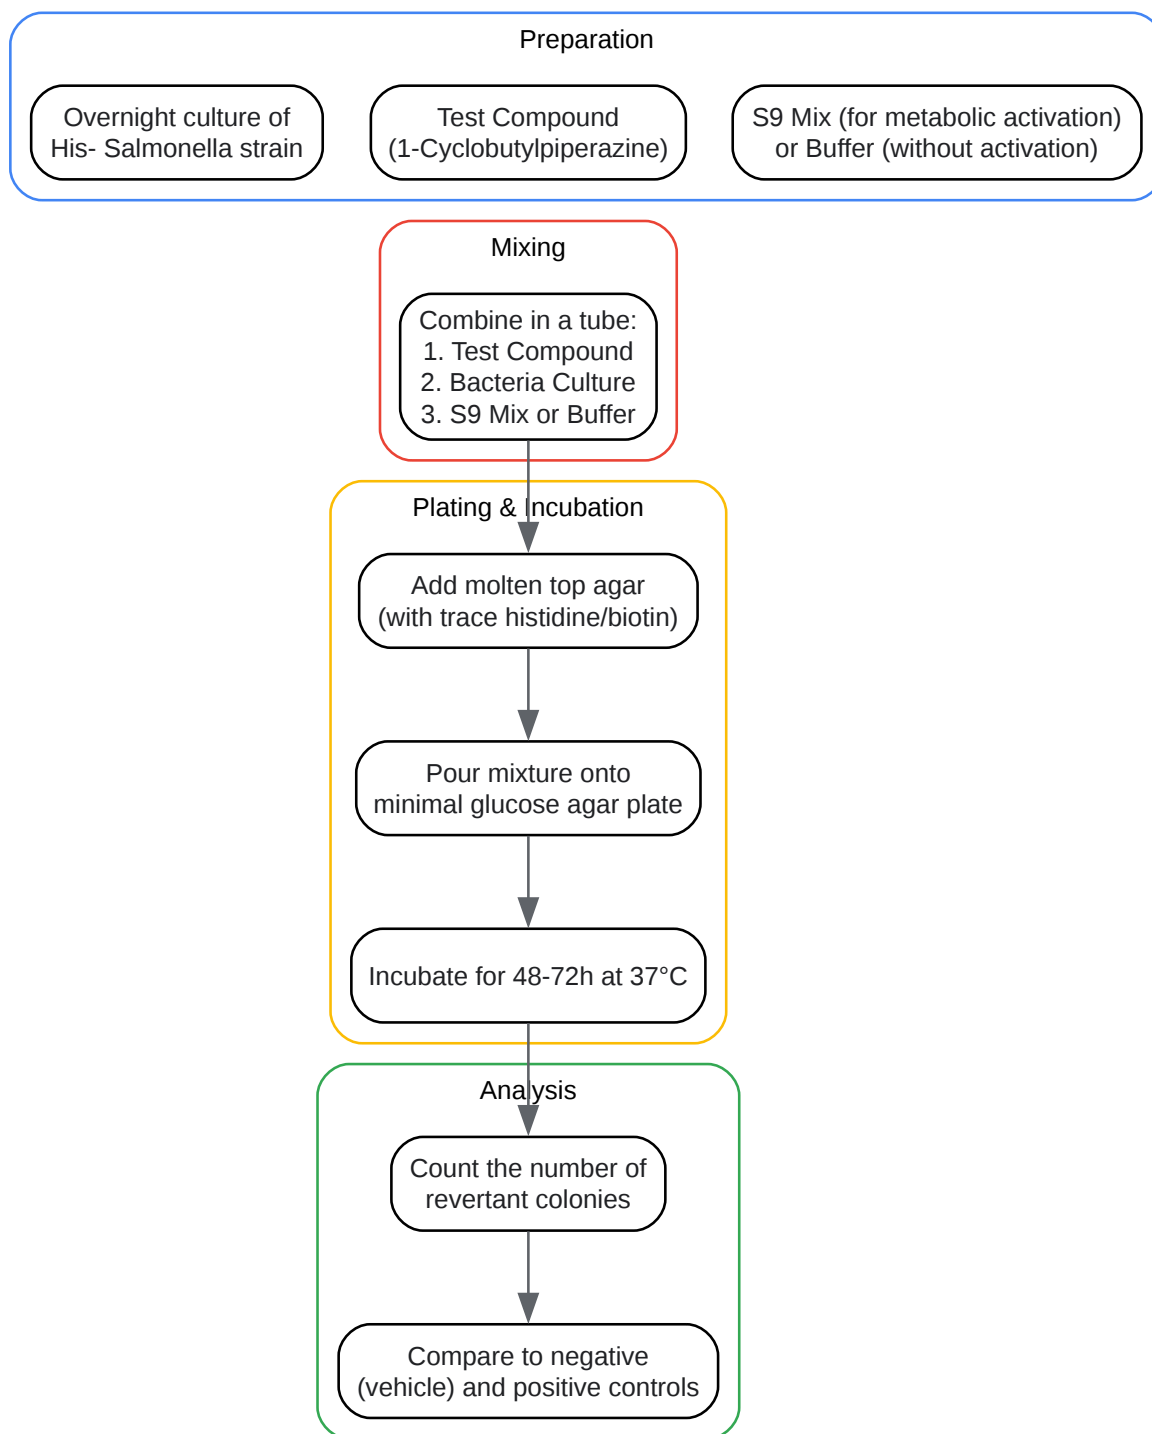 Preparation
Overnight culture of
His- Salmonella strain
Test Compound
(1-Cyclobutylpiperazine)
S9 Mix (for metabolic activation)
or Buffer (without activation)
Mixing
Combine in a tube:
1. Test Compound
2. Bacteria Culture
3. S9 Mix or Buffer
Plating & Incubation
Add molten top agar
(with trace histidine/biotin)
Pour mixture onto
minimal glucose agar plate
Incubate for 48-72h at 37°C
Analysis
Count the number of
revertant colonies
Compare to negative
(vehicle) and positive controls